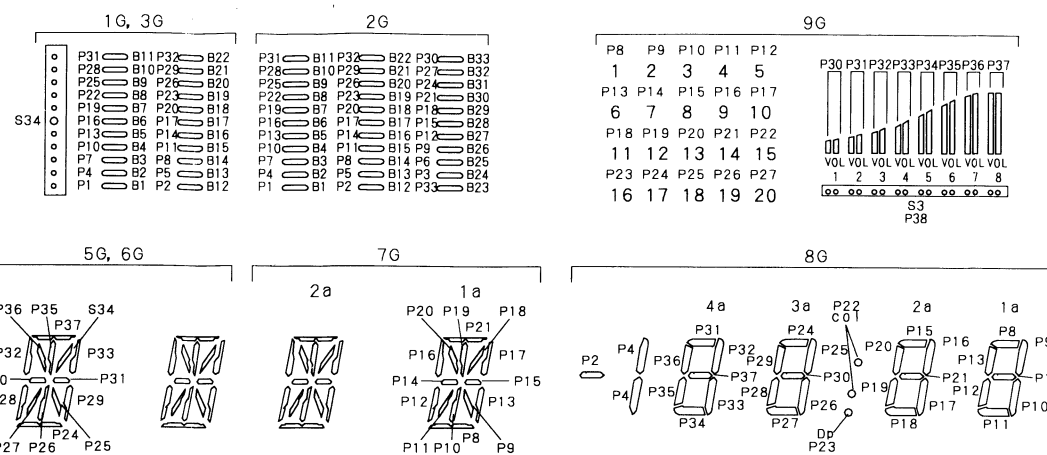 1G, 3G
P31 B11 P32 B22
P28 B10 P29 B21
P25 B9 P26 B20
P22 B8 P23 B19
P19 B7 P20 B18
S34 P16 B6 P17 B17
P13 B5 P14 B16
P10 B4 P11 B15
P7 B3 P8 B14
P4 B2 P5 B13
P1 B1 P2 B12
2G
P31 B11 P32 B22 P30 B33
P28 B10 P29 B21 P27 B32
P25 B9 P26 B20 P24 B31
P22 B8 P23 B19 P21 B30
P19 B7 P20 B18 P18 B29
P16 B6 P17 B17 P15 B28
P13 B5 P14 B16 P12 B27
P10 B4 P11 B15 P9 B26
P7 B3 P8 B14 P6 B25
P4 B2 P5 B13 P3 B24
P1 B1 P2 B12 P33 B23
9G
P8 P9 P10 P11 P12
1 2 3 4 5
P13 P14 P15 P16 P17
6 7 8 9 10
P18 P19 P20 P21 P22
11 12 13 14 15
P23 P24 P25 P26 P27
16 17 18 19 20
P30 P31 P32 P33 P34 P35 P36 P37
VOL VOL VOL VOL VOL VOL VOL VOL
1 2 3 4 5 6 7 8
S3
P38
5G, 6G
P36 P35 S34
P37
P32 P33
P31
P29
P24
P27 P26 P25
7G
2a 1a
P20 P19 P18
P21
P16 P17
P14 P15
P12 P13
P11 P10 P8 P9
8G
4a 3a P22 2a 1a
COl
P31 P24 P15 P8
P2 P4 P36 P32 P29 P25 P20 P16 P13
P37 P30 P21
P4 P35 P33 P28 P26 P19 P17 P12 P10
P34 P27 P18 P11
Dp
P23